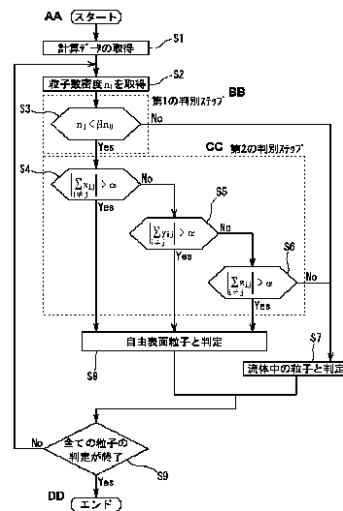 AA スタート
S1
計算データの取得
S2
粒子数密度niを取得
S3
第1の判別ステップ BB
ni<βn0
No
Yes
CC 第2の判別ステップ
S4
|Σ xij|>α
i≠j
No
Yes
S5
|Σ yij|>α
i≠j
No
Yes
S6
|Σ zij|>α
i≠j
No
Yes
自由表面粒子と判定
S8
S7
流体中の粒子と判定
全ての粒子の
判定が終了
No
S9
Yes
DD
エンド